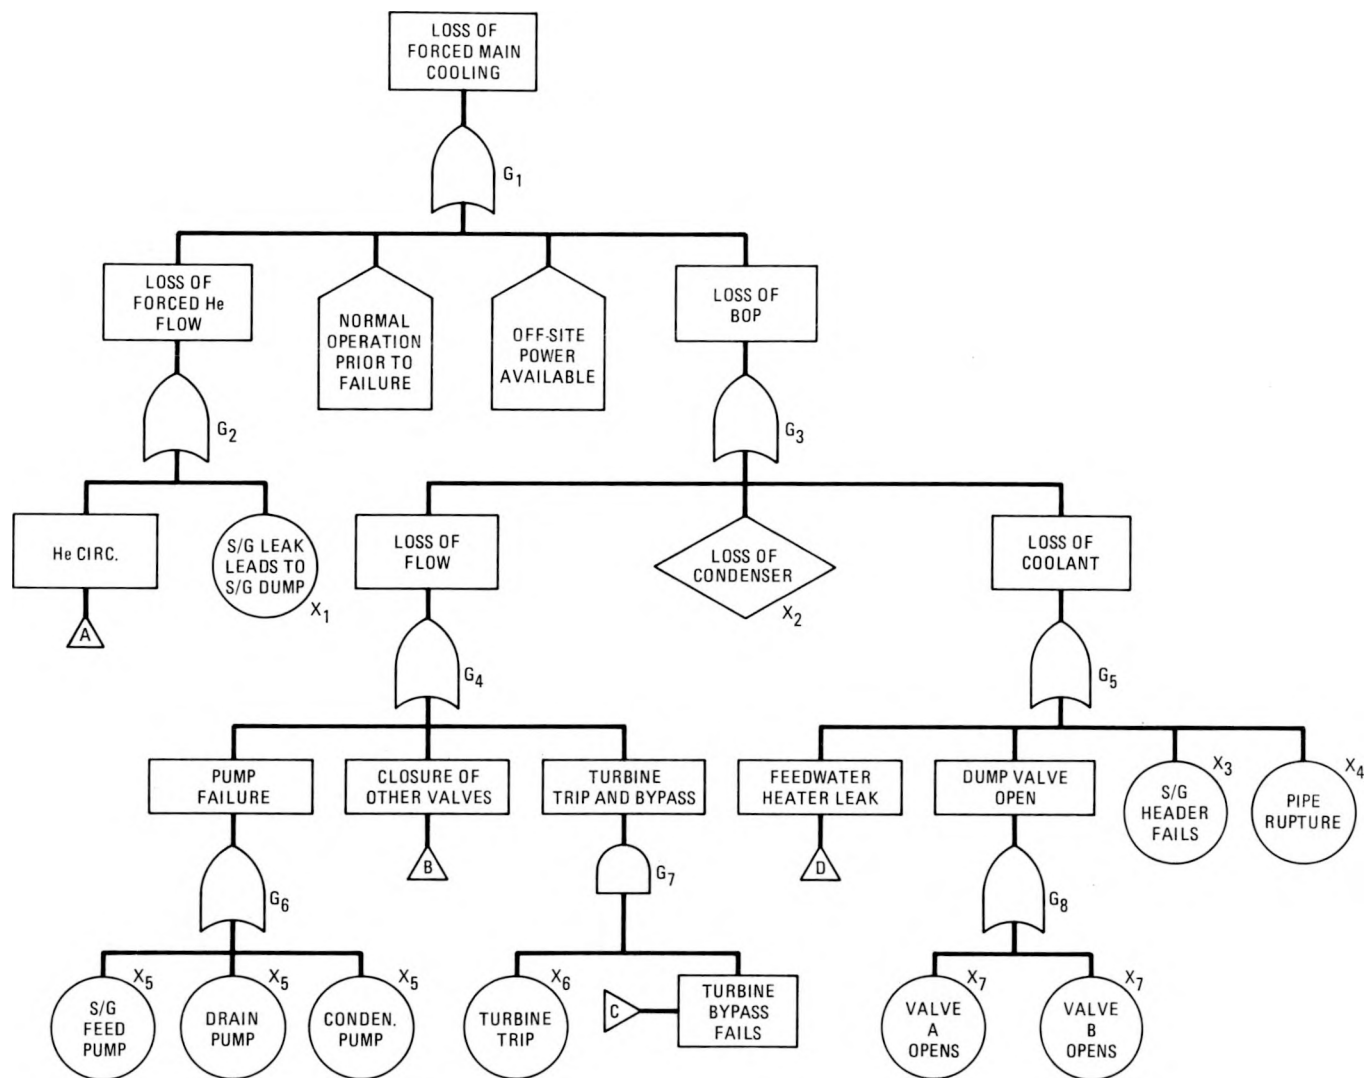 LOSS OF
FORCED MAIN
COOLING
G1
LOSS OF
FORCED He
FLOW
NORMAL
OPERATION
PRIOR TO
FAILURE
OFF-SITE
POWER
AVAILABLE
LOSS OF
BOP
G2
G3
He CIRC.
A
S/G LEAK
LEADS TO
S/G DUMP
X1
LOSS OF
FLOW
LOSS OF
CONDENSER
X2
LOSS OF
COOLANT
G4
G5
PUMP
FAILURE
CLOSURE OF
OTHER VALVES
B
TURBINE
TRIP AND BYPASS
FEEDWATER
HEATER LEAK
D
DUMP VALVE
OPEN
X3
S/G
HEADER
FAILS
X4
PIPE
RUPTURE
G6
G7
G8
X5
S/G
FEED
PUMP
X5
DRAIN
PUMP
X5
CONDEN.
PUMP
X6
TURBINE
TRIP
C
TURBINE
BYPASS
FAILS
X7
VALVE
A
OPENS
X7
VALVE
B
OPENS